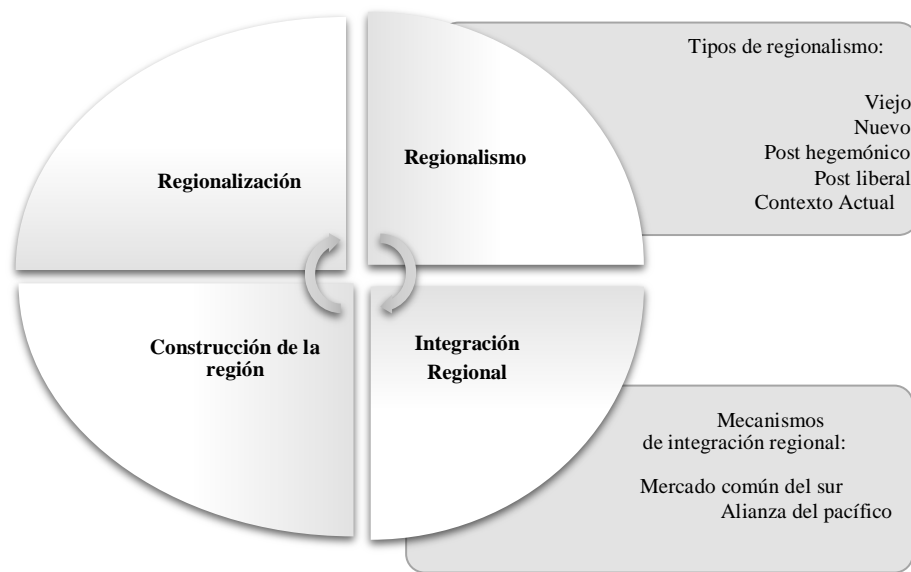 Tipos de regionalismo:
Viejo
Nuevo
Post hegemónico
Post liberal
Contexto Actual
Regionalización
Regionalismo
Construcción de la
región
Integración
Regional
Mecanismos
de integración regional:
Mercado común del sur
Alianza del pacífico